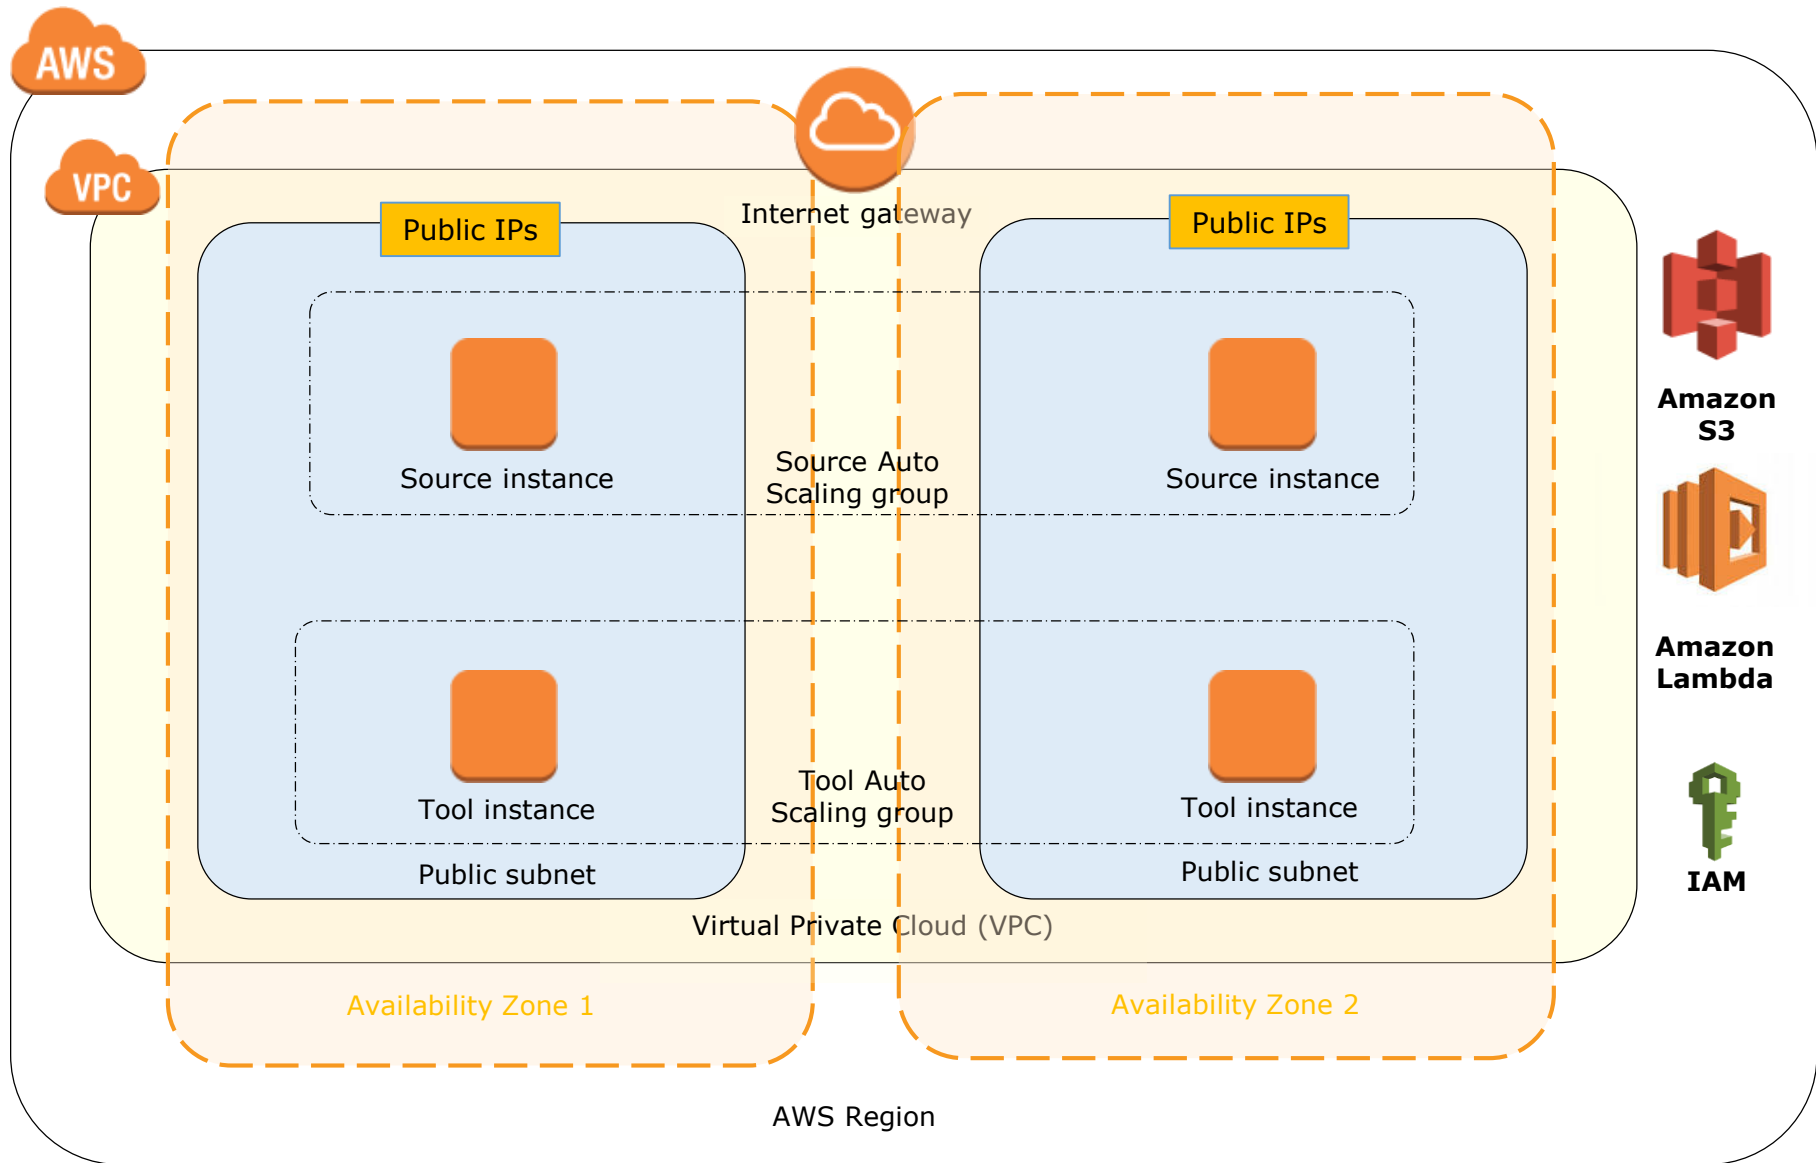 AWS
VPC
Internet gateway
Public IPs
Public IPs
Source instance
Source Auto
Scaling group
Source instance
Tool instance
Tool Auto
Scaling group
Tool instance
Public subnet
Public subnet
Virtual Private Cloud (VPC)
Availability Zone 1
Availability Zone 2
AWS Region
Amazon
S3
Amazon
Lambda
IAM